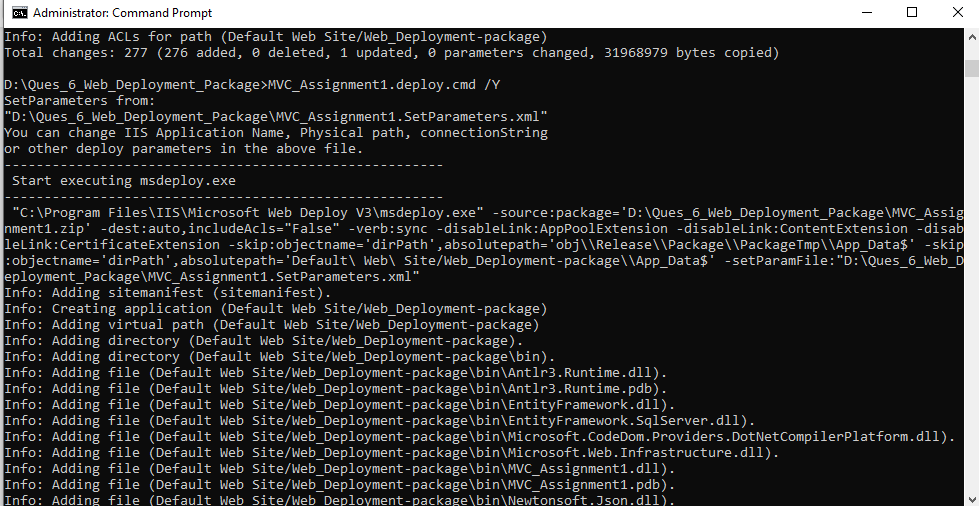 Administrator: Command Prompt
Info: Adding ACLs for path (Default Web Site/Web_Deployment-package)
Total changes: 277 (276 added, 0 deleted, 1 updated, 0 parameters changed, 31968979 bytes copied)
D:\Ques_6_Web_Deployment_Package>MVC_Assignment1.deploy.cmd /Y
SetParameters from:
"D:\Ques_6_Web_Deployment_Package\MVC_Assignment1.SetParameters.xml"
You can change IIS Application Name, Physical path, connectionString
or other deploy parameters in the above file.
-------------------------------------------------------
 Start executing msdeploy.exe
-------------------------------------------------------
 "C:\Program Files\IIS\Microsoft Web Deploy V3\msdeploy.exe" -source:package='D:\Ques_6_Web_Deployment_Package\MVC_Assig
nment1.zip' -dest:auto,includeAcls="False" -verb:sync -disableLink:AppPoolExtension -disableLink:ContentExtension -disab
leLink:CertificateExtension -skip:objectname='dirPath',absolutepath='obj\\Release\\Package\\PackageTmp\\App_Data$' -skip
:objectname='dirPath',absolutepath='Default\ Web\ Site/Web_Deployment-package\\App_Data$' -setParamFile:"D:\Ques_6_Web_D
eployment_Package\MVC_Assignment1.SetParameters.xml"
Info: Adding sitemanifest (sitemanifest).
Info: Creating application (Default Web Site/Web_Deployment-package)
Info: Adding virtual path (Default Web Site/Web_Deployment-package)
Info: Adding directory (Default Web Site/Web_Deployment-package).
Info: Adding directory (Default Web Site/Web_Deployment-package\bin).
Info: Adding file (Default Web Site/Web_Deployment-package\bin\Antlr3.Runtime.dll).
Info: Adding file (Default Web Site/Web_Deployment-package\bin\Antlr3.Runtime.pdb).
Info: Adding file (Default Web Site/Web_Deployment-package\bin\EntityFramework.dll).
Info: Adding file (Default Web Site/Web_Deployment-package\bin\EntityFramework.SqlServer.dll).
Info: Adding file (Default Web Site/Web_Deployment-package\bin\Microsoft.CodeDom.Providers.DotNetCompilerPlatform.dll).
Info: Adding file (Default Web Site/Web_Deployment-package\bin\Microsoft.Web.Infrastructure.dll).
Info: Adding file (Default Web Site/Web_Deployment-package\bin\MVC_Assignment1.dll).
Info: Adding file (Default Web Site/Web_Deployment-package\bin\MVC_Assignment1.pdb).
Info: Adding file (Default Web Site/Web_Deployment-package\bin\Newtonsoft.Json.dll).